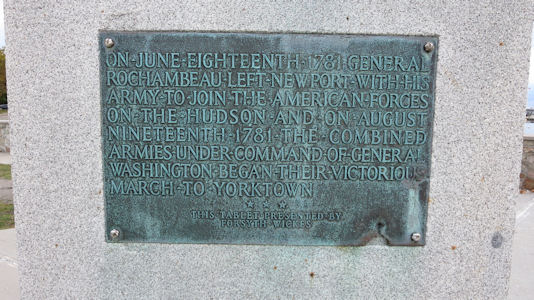 ON·JUNE·EIGHTEENTH·1781·GENERAL
ROCHAMBEAU·LEFT·NEWPORT·WITH·HIS
ARMY·TO·JOIN·THE·AMERICAN·FORCES
ON·THE·HUDSON·AND·ON·AUGUST
NINETEENTH·1781·THE·COMBINED
ARMIES·UNDER·COMMAND·OF·GENERAL
WASHINGTON·BEGAN·THEIR·VICTORIOUS
MARCH·TO·YORKTOWN
THIS·TABLET·PRESENTED·BY
FORSYTH·WICKES